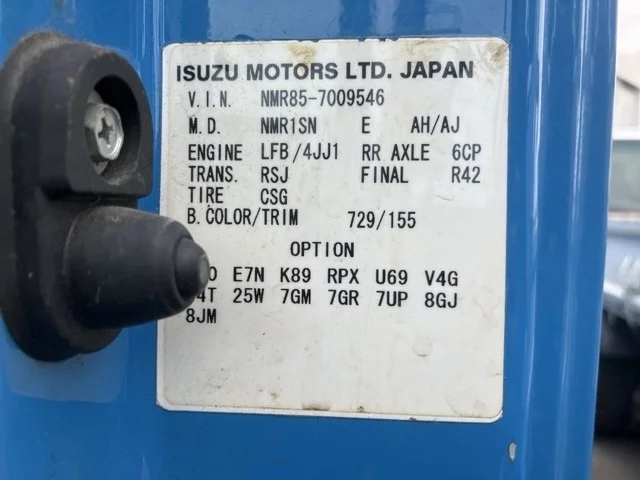 ISUZU MOTORS LTD. JAPAN
V.I.N. NMR85-7009546
M.D. NMR1SN E AH/AJ
ENGINE LFB/4JJ1 RR AXLE 6CP
TRANS. RSJ FINAL R42
TIRE CSG
B.COLOR/TRIM 729/155
OPTION
E7N K89 RPX U69 V4G
25W 7GM 7GR 7UP 8GJ
8JM